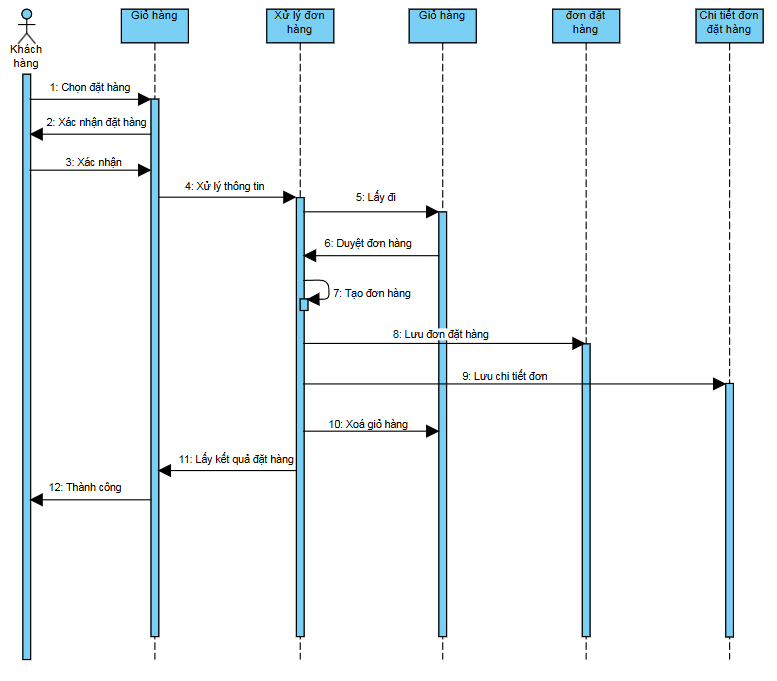 Khách
hàng
Giỏ hàng
Xử lý đơn
hàng
Giỏ hàng
đơn đặt
hàng
Chi tiết đơn
đặt hàng
1: Chọn đặt hàng
2: Xác nhận đặt hàng
3: Xác nhận
4: Xử lý thông tin
5: Lấy đi
6: Duyệt đơn hàng
7: Tạo đơn hàng
8: Lưu đơn đặt hàng
9: Lưu chi tiết đơn
10: Xoá giỏ hàng
11: Lấy kết quả đặt hàng
12: Thành công